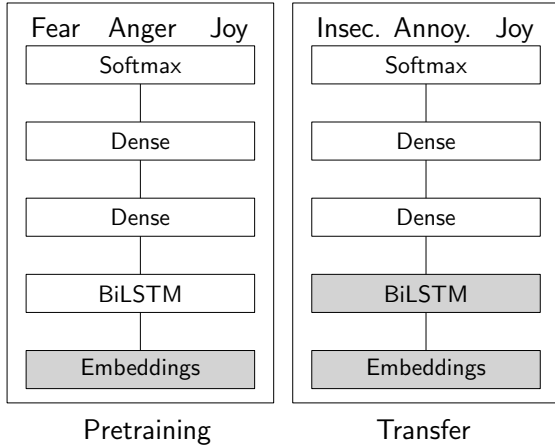 Fear Anger Joy
Softmax
Dense
Dense
BiLSTM
Embeddings
Pretraining
Insec. Annoy. Joy
Softmax
Dense
Dense
BiLSTM
Embeddings
Transfer